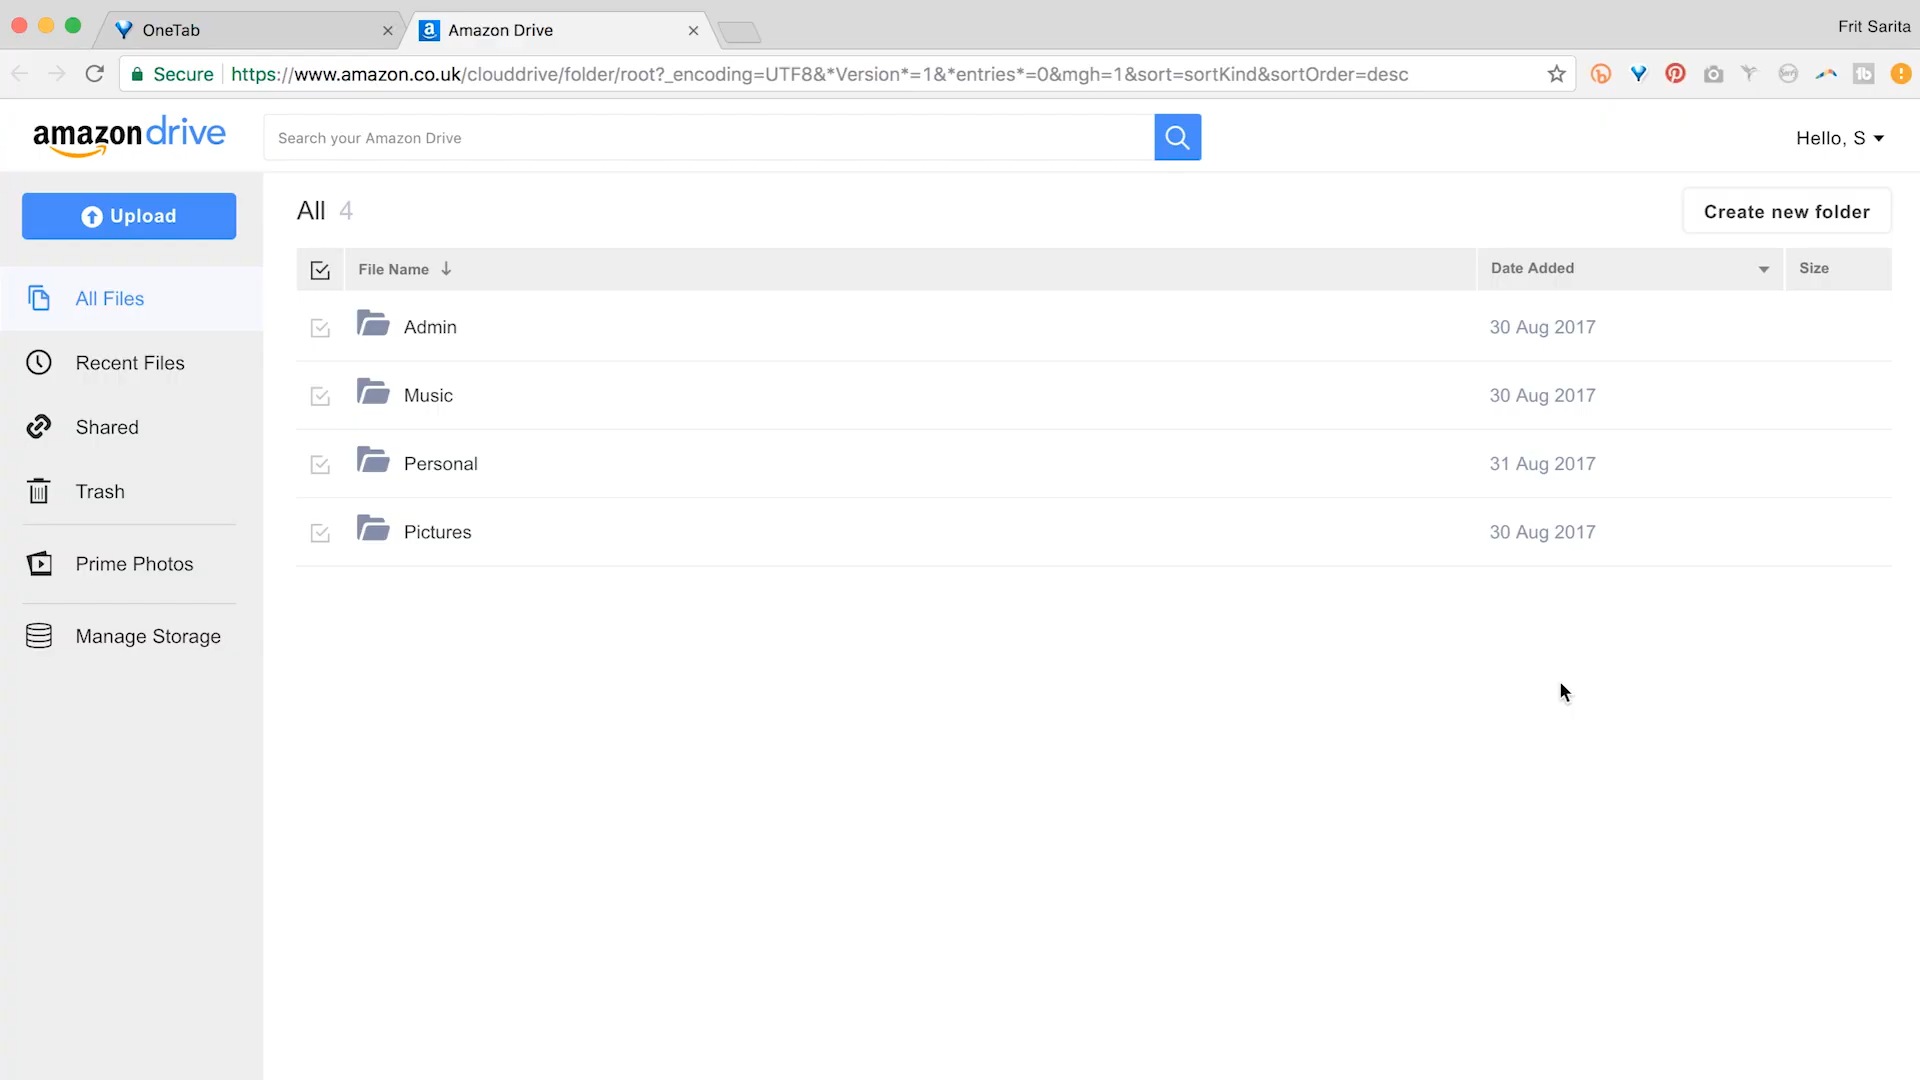 OneTab
Amazon Drive
Frit Sarita
Secure https://www.amazon.co.uk/clouddrive/folder/root?_encoding=UTF8&*Version*=1&*entries*=0&mgh=1&sort=sortKind&sortOrder=desc
amazon drive
Search your Amazon Drive
Hello, S
Upload
All 4
Create new folder
File Name
Date Added
Size
All Files
Admin
30 Aug 2017
Recent Files
Music
30 Aug 2017
Shared
Personal
31 Aug 2017
Trash
Pictures
30 Aug 2017
Prime Photos
Manage Storage